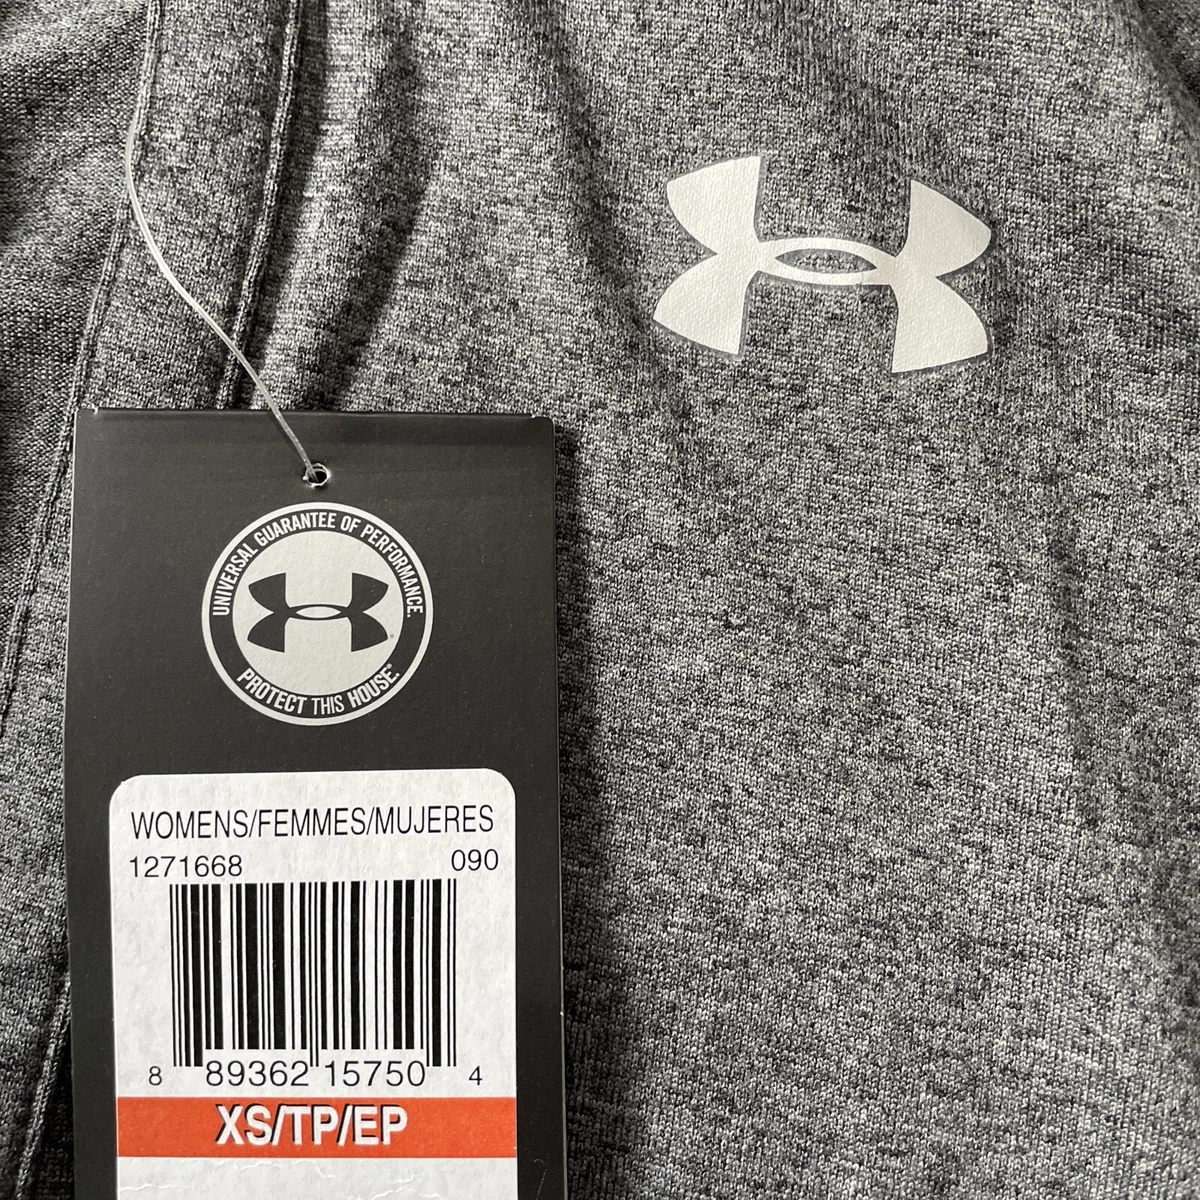 UNIVERSAL GUARANTEE OF PERFORMANCE.
PROTECT THIS HOUSE.®
WOMENS/FEMMES/MUJERES
1271668 090
8 89362 15750 4
XS/TP/EP